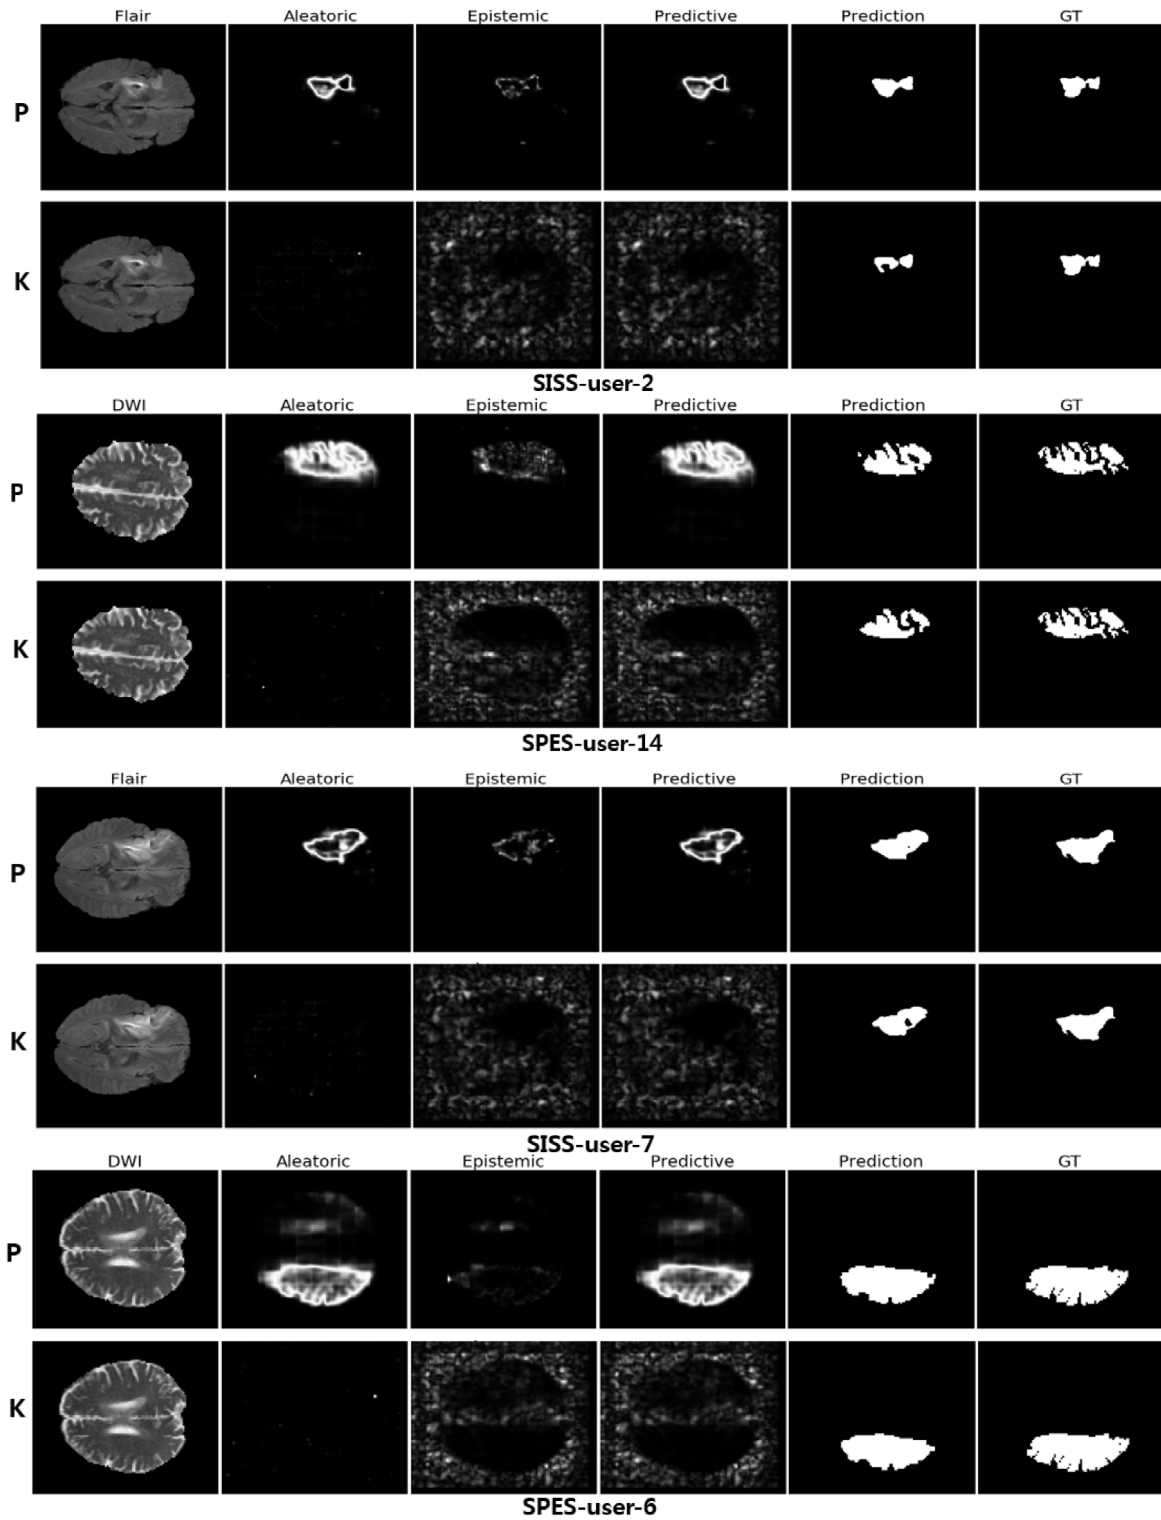 Flair Aleatoric Epistemic Predictive Prediction GT
P
K
SISS-user-2
DWI Aleatoric Epistemic Predictive Prediction GT
P
K
SPES-user-14
Flair Aleatoric Epistemic Predictive Prediction GT
P
K
SISS-user-7
DWI Aleatoric Epistemic Predictive Prediction GT
P
K
SPES-user-6